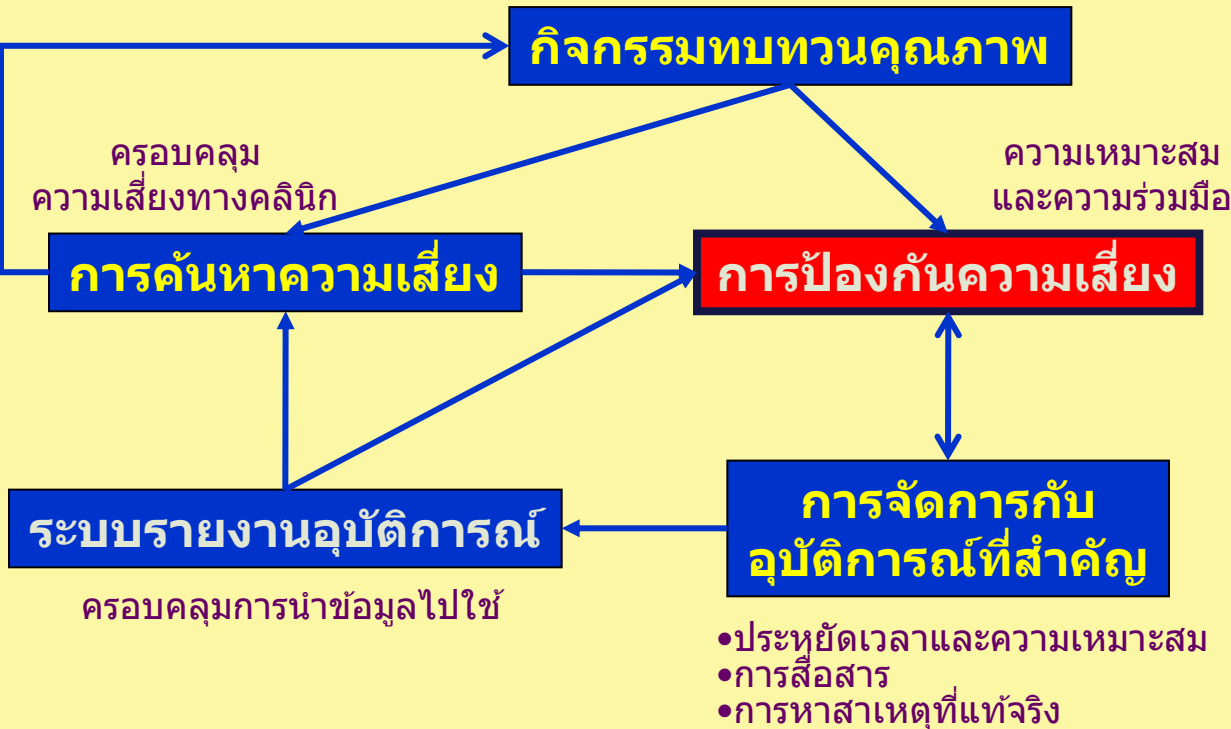 กิจกรรมทบทวนคุณภาพ
ครอบคลุม
ความเสี่ยงทางคลินิก
ความเหมาะสม
และความร่วมมือ
การค้นหาความเสี่ยง
การป้องกันความเสี่ยง
ระบบรายงานอุบัติการณ์
การจัดการกับ
อุบัติการณ์ที่สำคัญ
ครอบคลุมการนำข้อมูลไปใช้
•ประหยัดเวลาและความเหมาะสม
•การสื่อสาร
•การหาสาเหตุที่แท้จริง